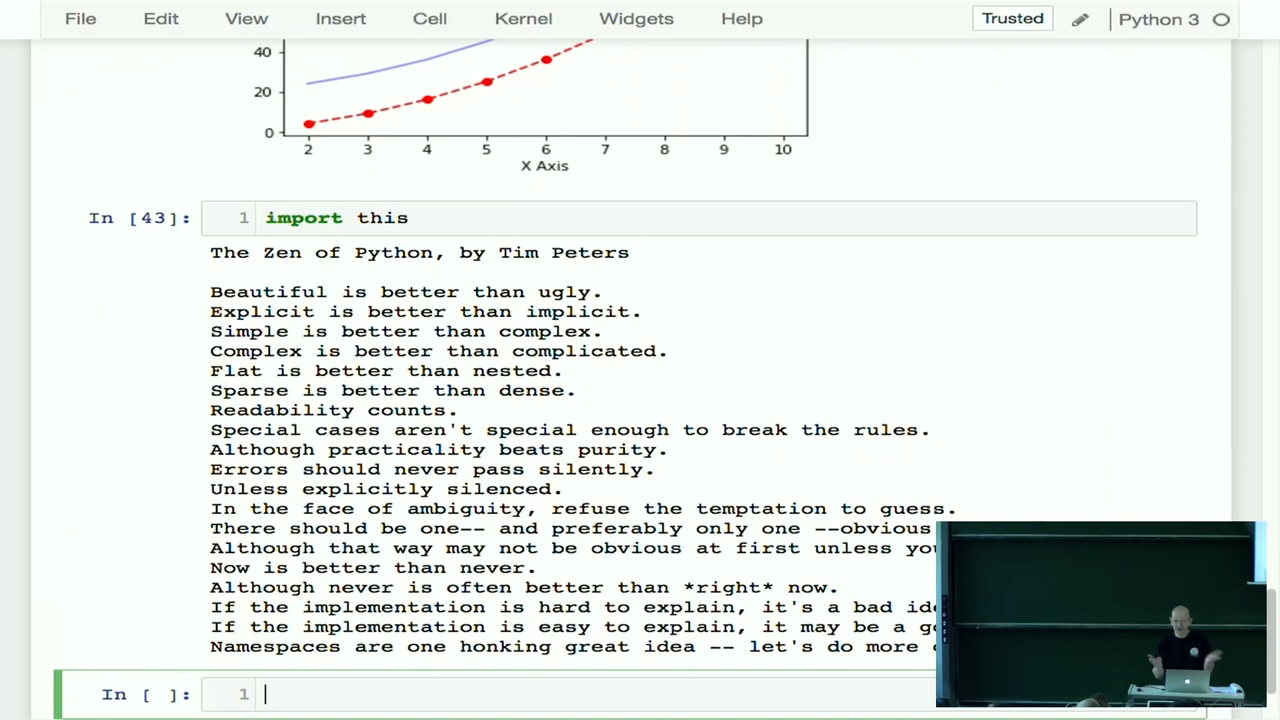 File Edit View Insert Cell Kernel Widgets Help Trusted Python 3
40
20
0
2 3 4 5 6 7 8 9 10
X Axis
In [43]: 1 import this
The Zen of Python, by Tim Peters
Beautiful is better than ugly.
Explicit is better than implicit.
Simple is better than complex.
Complex is better than complicated.
Flat is better than nested.
Sparse is better than dense.
Readability counts.
Special cases aren't special enough to break the rules.
Although practicality beats purity.
Errors should never pass silently.
Unless explicitly silenced.
In the face of ambiguity, refuse the temptation to guess.
There should be one-- and preferably only one --obvious
Although that way may not be obvious at first unless
Now is better than never.
Although never is often better than *right* now.
If the implementation is hard to explain, it's a bad
If the implementation is easy to explain, it may be a
Namespaces are one honking great idea -- let's do more
In [ ]: 1